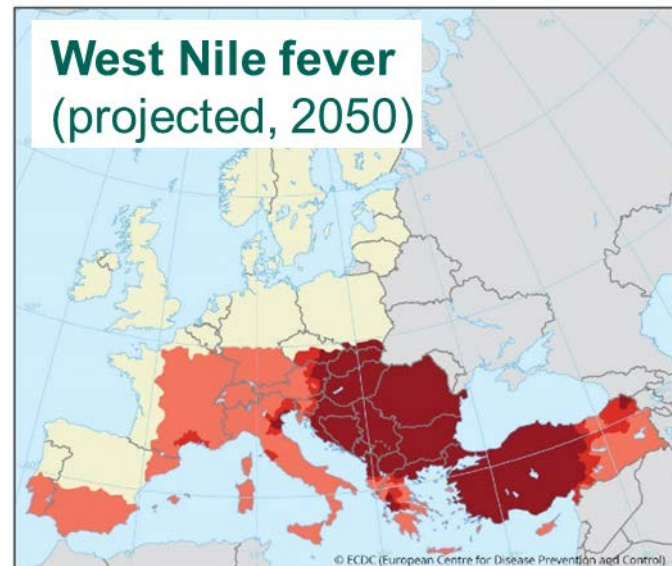 West Nile fever
(projected, 2050)
© ECDC (European Centre for Disease Prevention and Control)